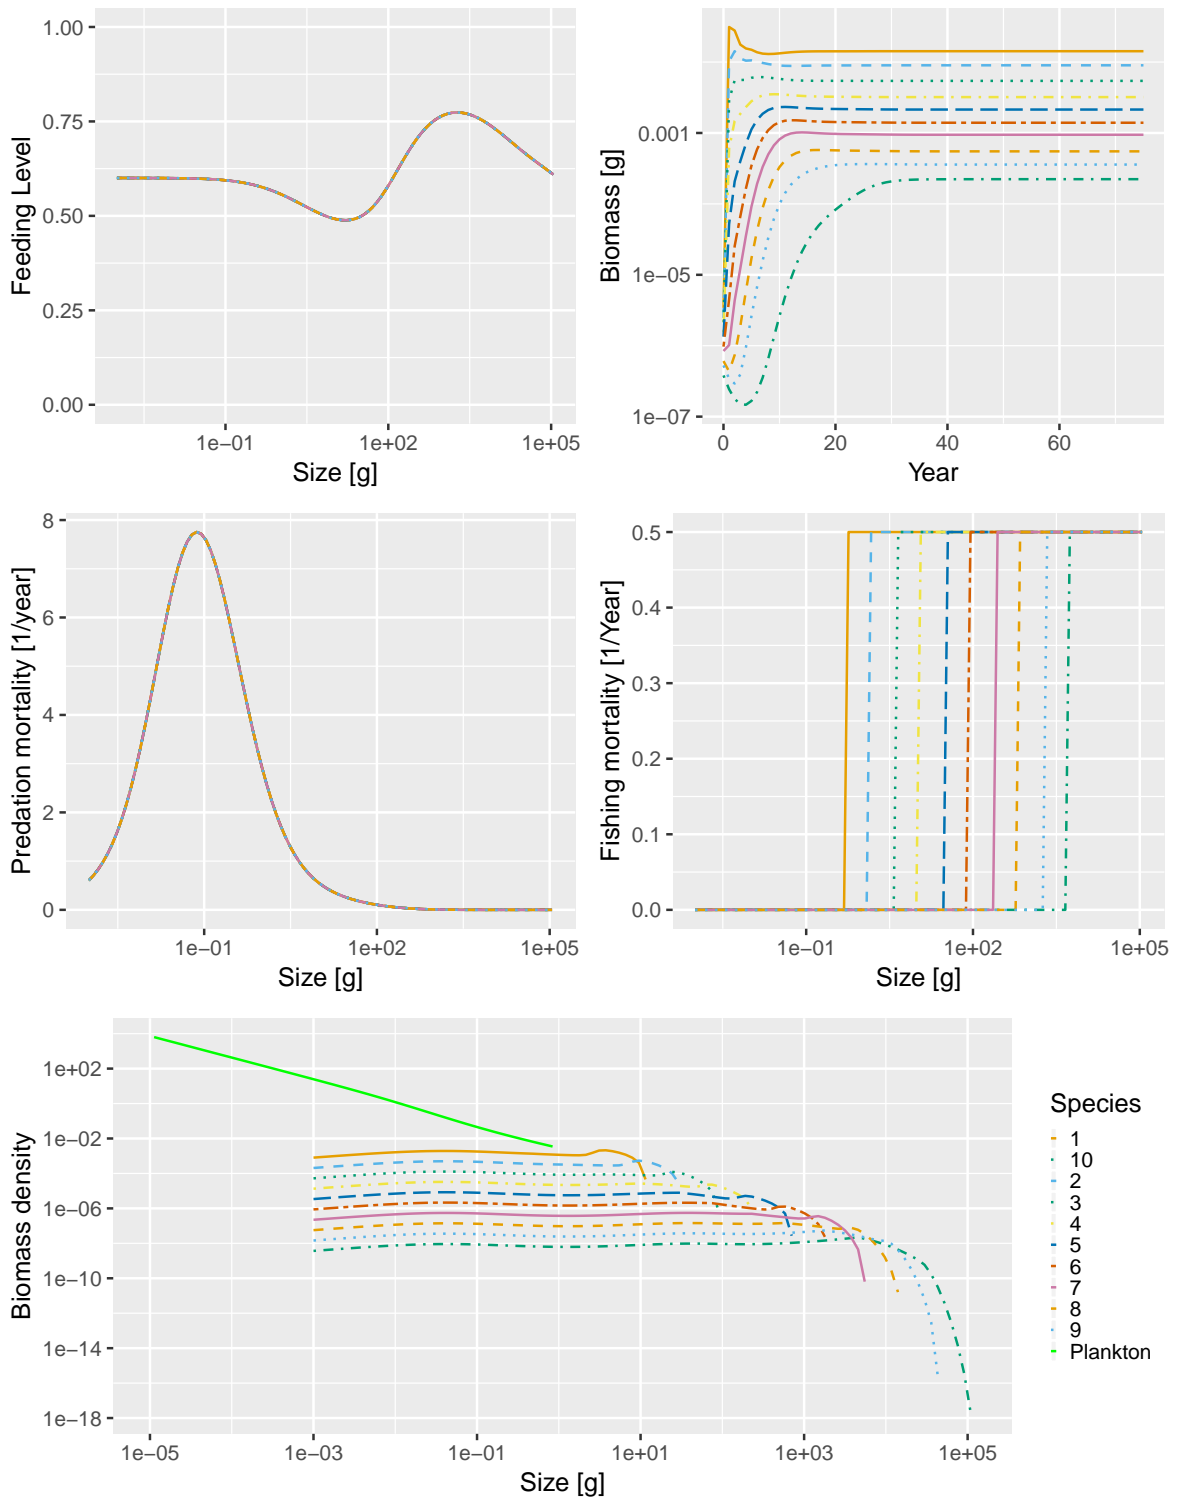 1.00
0.75
0.50
0.25
0.00
Feeding Level
1e−01
1e+02
1e+05
Size [g]
0.001
1e−05
1e−07
Biomass [g]
0
20
40
60
Year
8
6
4
2
0
Predation mortality [1/year]
1e−01
1e+02
1e+05
Size [g]
0.5
0.4
0.3
0.2
0.1
0.0
Fishing mortality [1/Year]
1e−01
1e+02
1e+05
Size [g]
1e+02
1e−02
1e−06
1e−10
1e−14
1e−18
Biomass density
1e−05
1e−03
1e−01
1e+01
1e+03
1e+05
Size [g]
Species
1
10
2
3
4
5
6
7
8
9
Plankton